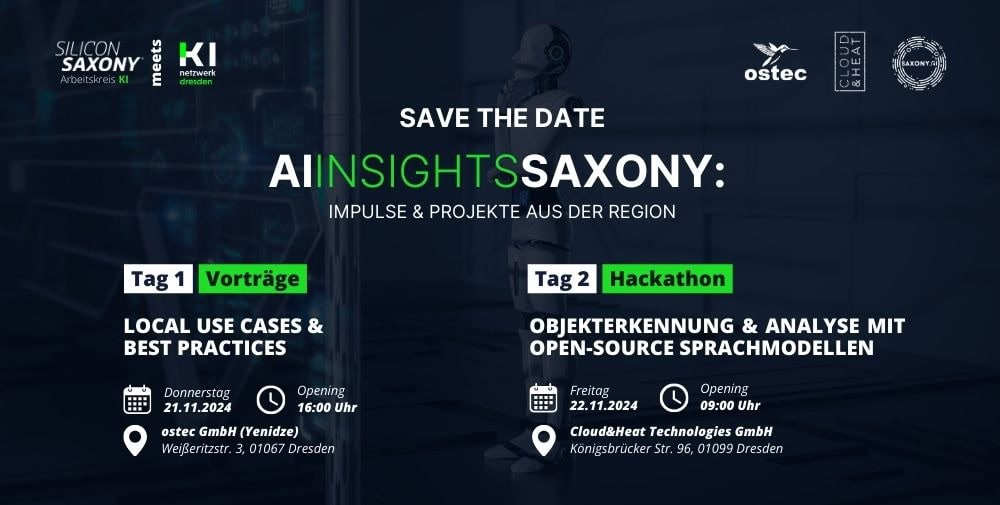 SILICON
SAXONY
Arbeitskreis KI
meets
KI
netzwerk
dresden
ostec
CLOUD
&HEAT
SAXONY.AI
SAVE THE DATE
AIINSIGHTSSAXONY:
IMPULSE & PROJEKTE AUS DER REGION
Tag 1 Vorträge
LOCAL USE CASES &
BEST PRACTICES
Donnerstag
21.11.2024
Opening
16:00 Uhr
ostec GmbH (Yenidze)
Weißeritzstr. 3, 01067 Dresden
Tag 2 Hackathon
OBJEKTERKENNUNG & ANALYSE MIT
OPEN-SOURCE SPRACHMODELLEN
Freitag
22.11.2024
Opening
09:00 Uhr
Cloud&Heat Technologies GmbH
Königsbrücker Str. 96, 01099 Dresden